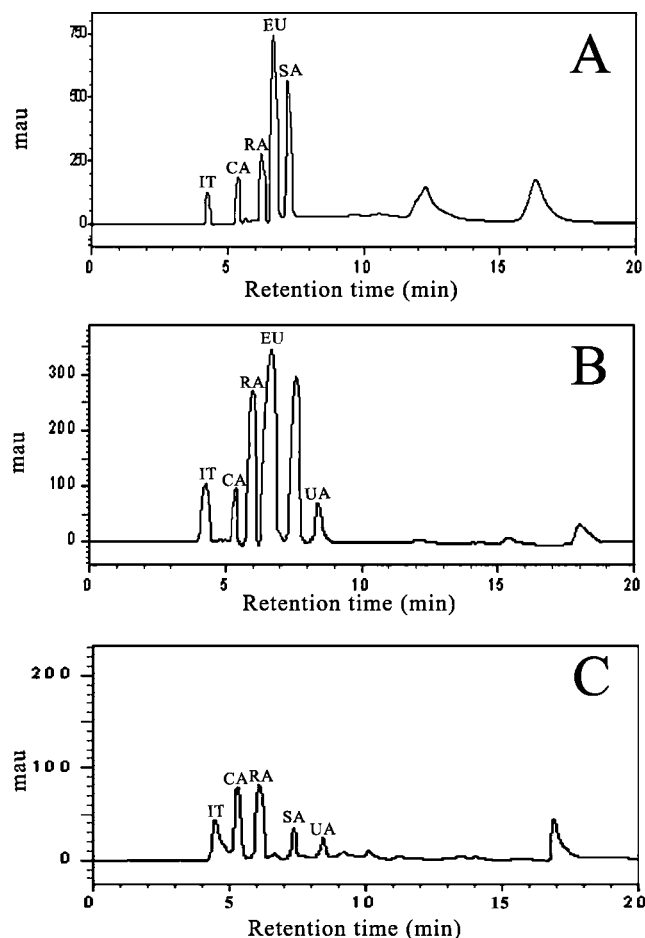 A
EU
SA
RA
CA
IT
mau
750
500
250
0
0 5 10 15 20
Retention time (min)
B
EU
RA
IT
CA
UA
mau
300
200
100
0
0 5 10 15 20
Retention time (min)
C
CA RA
IT
SA
UA
mau
200
100
0
0 5 10 15 20
Retention time (min)